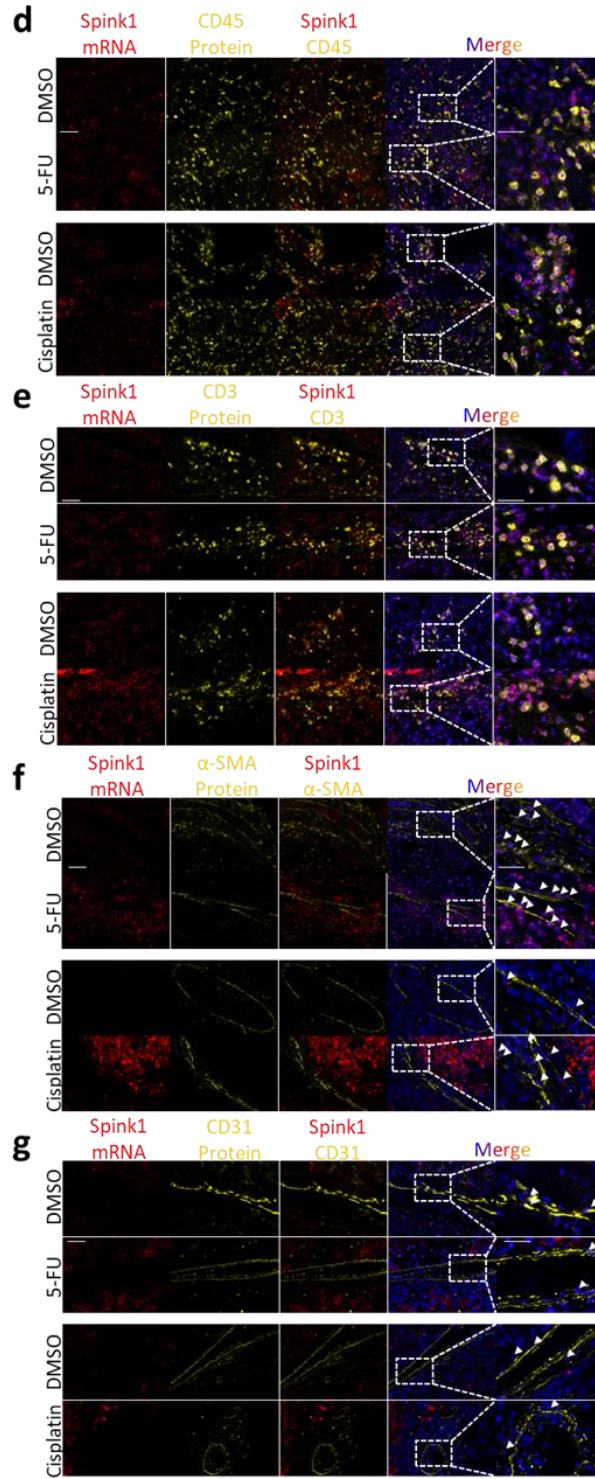 d
Spink1 CD45 Spink1 Merge
mRNA Protein CD45
DMSO
5-FU
DMSO
Cisplatin
e
Spink1 CD3 Spink1 Merge
mRNA Protein CD3
DMSO
5-FU
DMSO
Cisplatin
f
Spink1 α-SMA Spink1 Merge
mRNA Protein α-SMA
DMSO
5-FU
DMSO
Cisplatin
g
Spink1 CD31 Spink1 Merge
mRNA Protein CD31
DMSO
5-FU
DMSO
Cisplatin